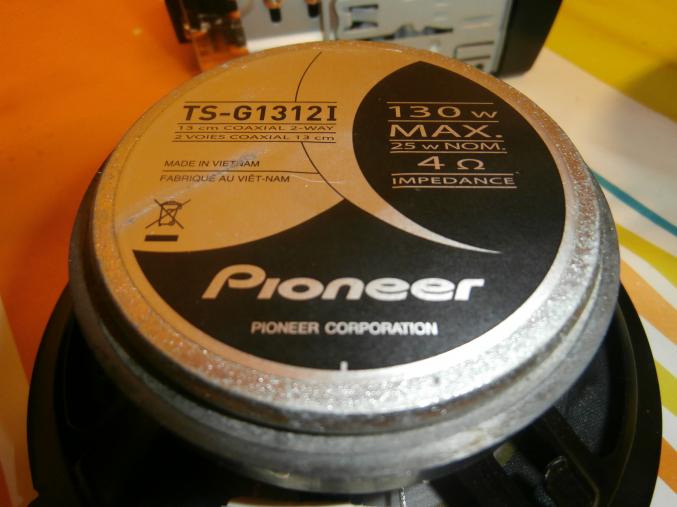 TS-G1312I
13 cm COAXIAL 2-WAY
2 VOIES COAXIAL 13 cm
MADE IN VIETNAM
FABRIQUÉ AU VIÊT-NAM
130 w
MAX.
25 w NOM.
4 Ω
IMPEDANCE
Pioneer
PIONEER CORPORATION